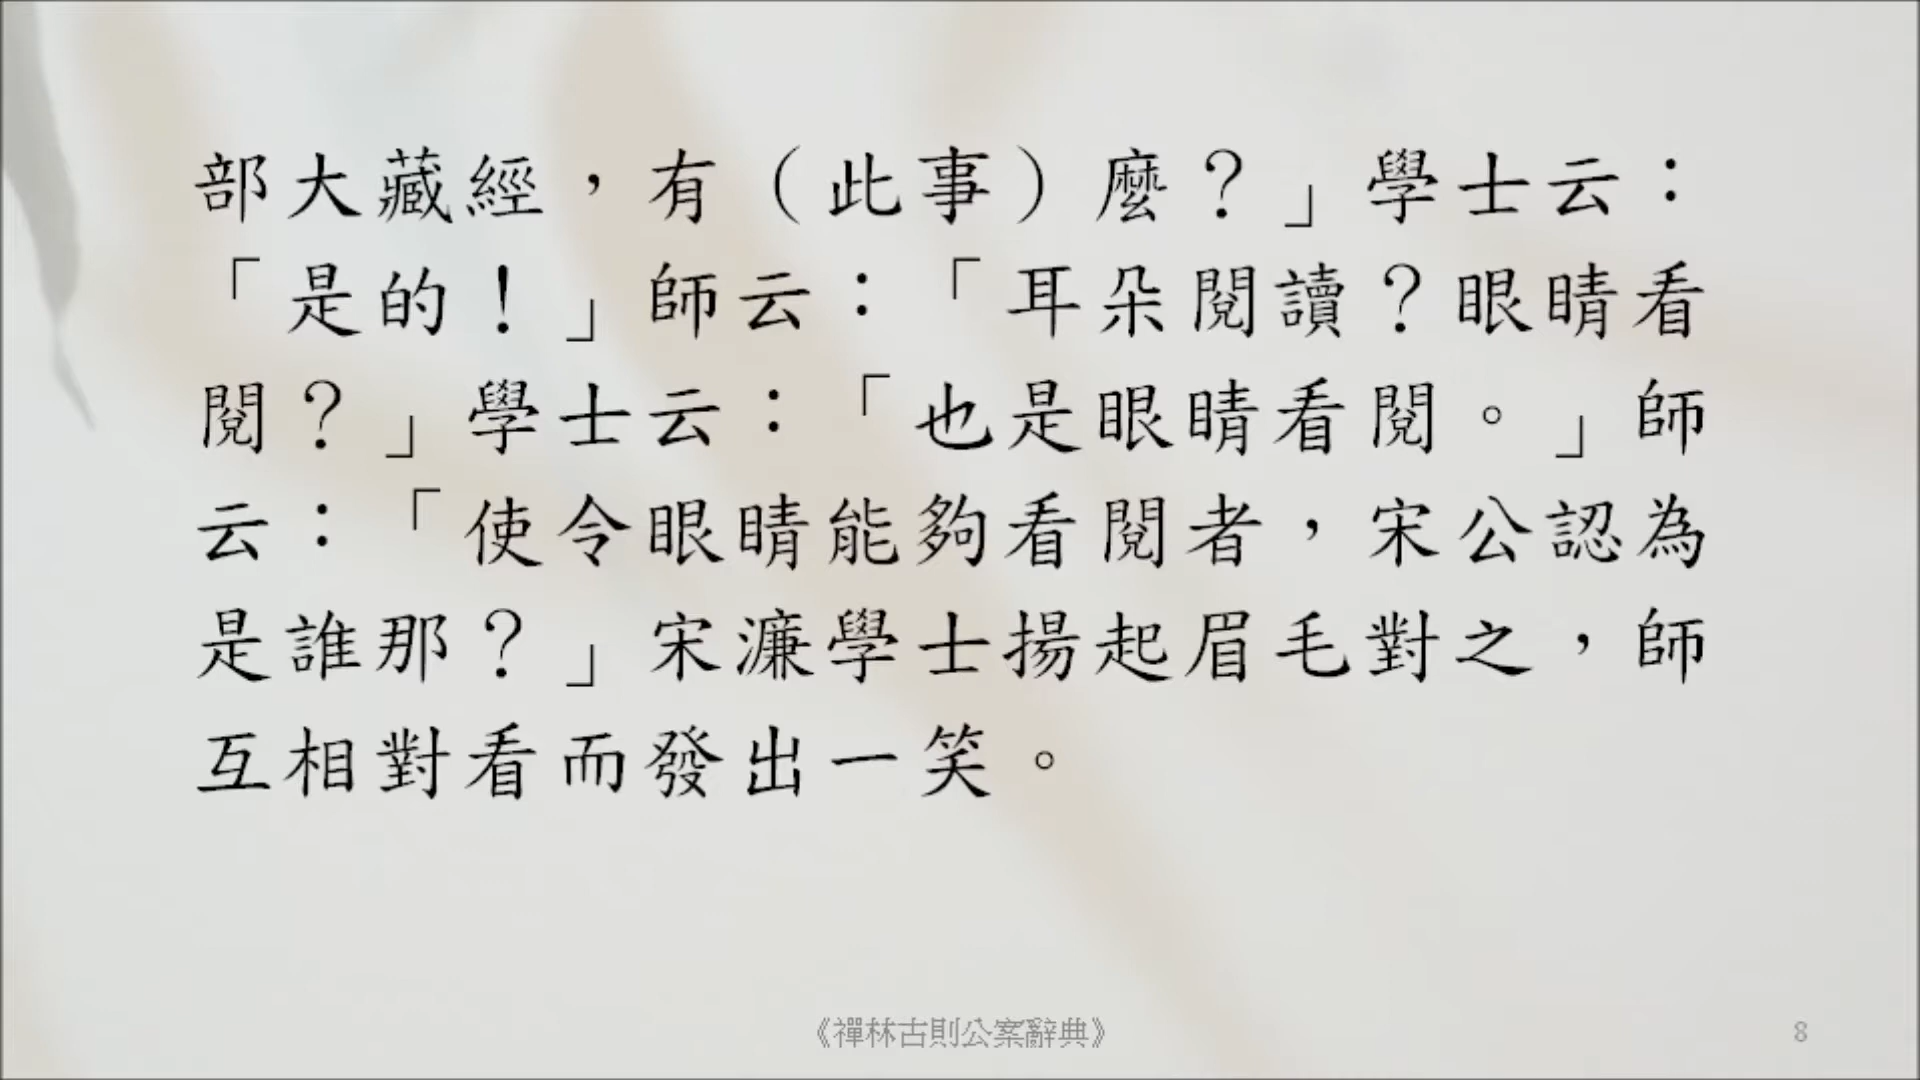 部大藏經，有（此事）麼？」學士云：
「是的！」師云：「耳朵閱讀？眼睛看
閱？」學士云：「也是眼睛看閱。」師
云：「使令眼睛能夠看閱者，宋公認為
是誰那？」宋濂學士揚起眉毛對之，師
互相對看而發出一笑。
《禪林古則公案辭典》
8